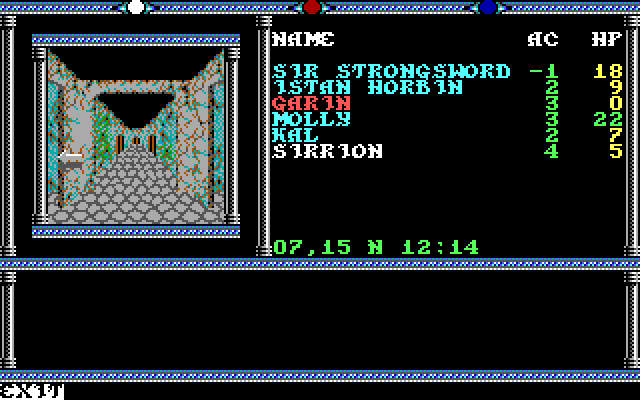 NAME AC HP
SIR STRONGSWORD -1 18
ISTAN HORBIN 2 9
GARIN 3 0
MOLLY 3 22
KAL 2 7
SIRRION 4 5
07,15 N 12:14
EXIT